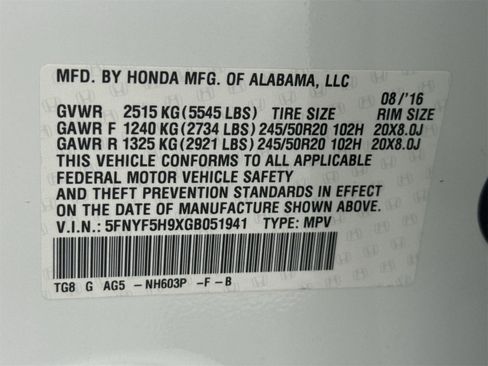 MFD. BY HONDA MFG. OF ALABAMA, LLC
08/'16
GVWR 2515 KG(5545 LBS) TIRE SIZE RIM SIZE
GAWR F 1240 KG(2734 LBS) 245/50R20 102H 20X8.0J
GAWR R 1325 KG(2921 LBS) 245/50R20 102H 20X8.0J
THIS VEHICLE CONFORMS TO ALL APPLICABLE
FEDERAL MOTOR VEHICLE SAFETY
AND THEFT PREVENTION STANDARDS IN EFFECT
ON THE DATE OF MANUFACTURE SHOWN ABOVE.
V.I.N.: 5FNYF5H9XGB051941 TYPE: MPV
TG8 G AG5 -NH603P -F-B